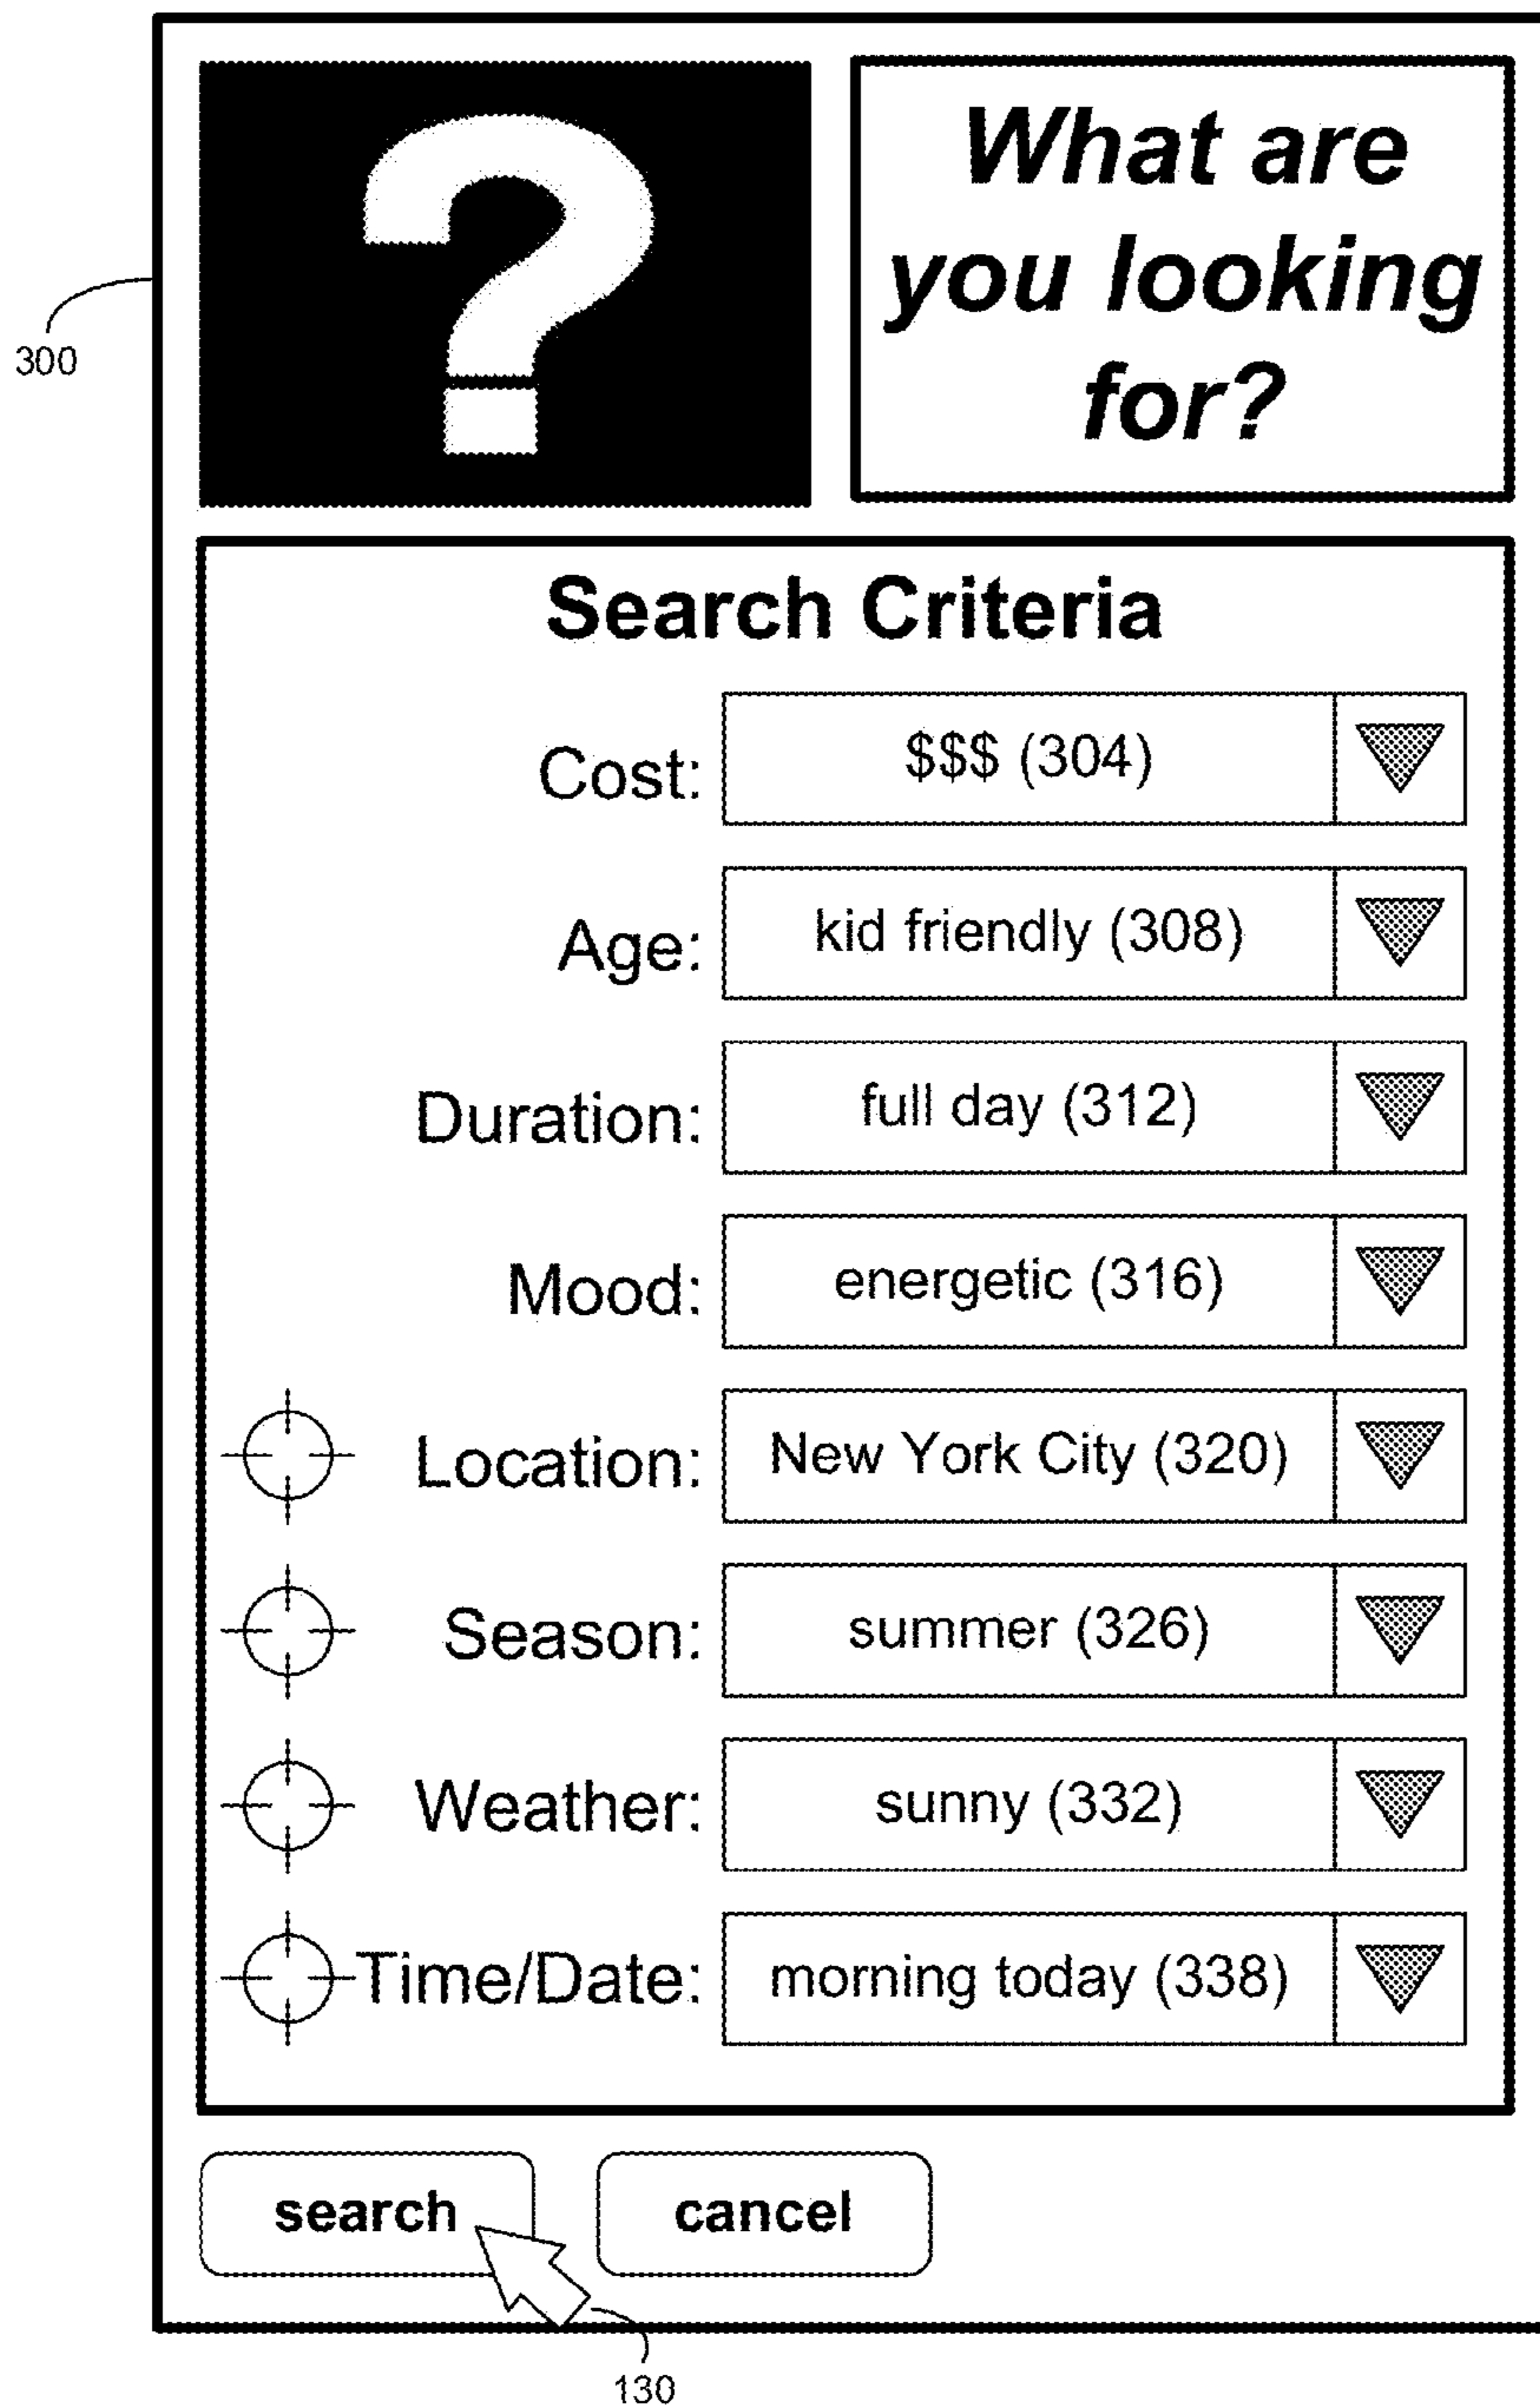 ?
What are
you looking
for?
300
Search Criteria
Cost: $$$ (304)
Age: kid friendly (308)
Duration: full day (312)
Mood: energetic (316)
Location: New York City (320)
Season: summer (326)
Weather: sunny (332)
Time/Date: morning today (338)
search cancel
130